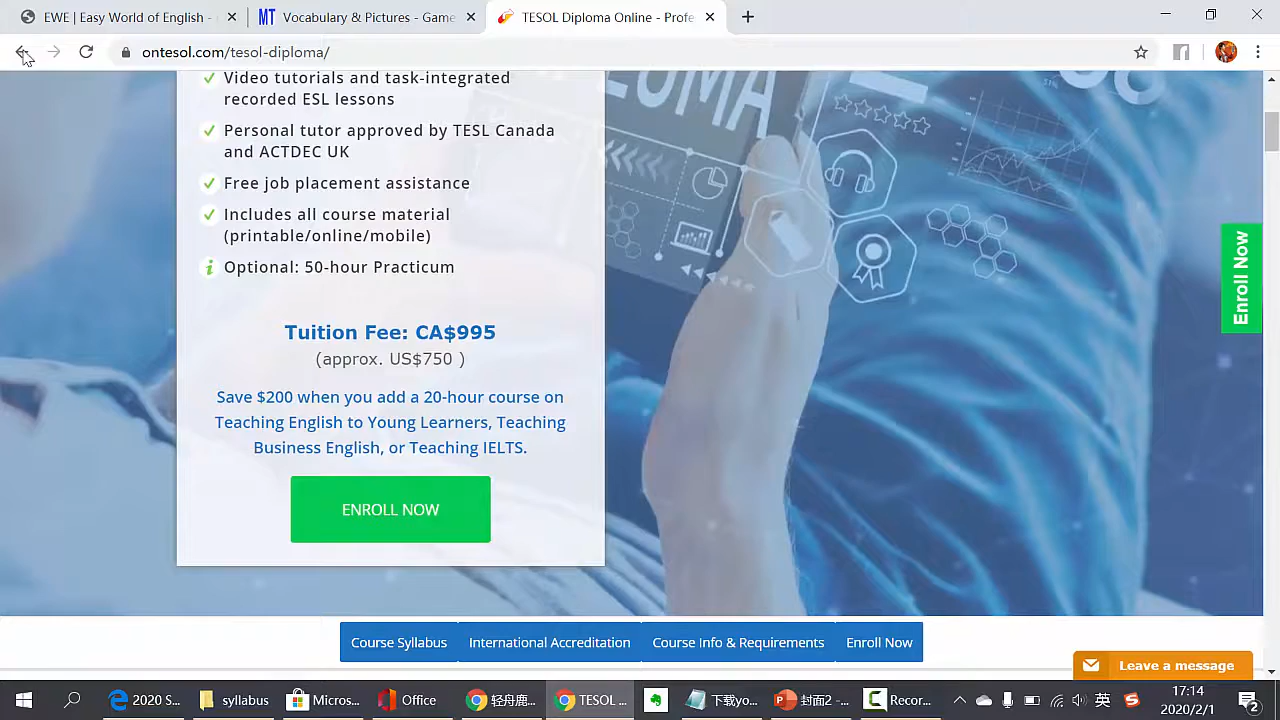 EWE | Easy World of English -
MT Vocabulary & Pictures - Game
TESOL Diploma Online - Profe
ontesol.com/tesol-diploma/
Video tutorials and task-integrated
recorded ESL lessons
Personal tutor approved by TESL Canada
and ACTDEC UK
Free job placement assistance
Includes all course material
(printable/online/mobile)
Optional: 50-hour Practicum
Tuition Fee: CA$995
(approx. US$750 )
Save $200 when you add a 20-hour course on
Teaching English to Young Learners, Teaching
Business English, or Teaching IELTS.
ENROLL NOW
Enroll Now
Course Syllabus
International Accreditation
Course Info & Requirements
Enroll Now
Leave a message
2020 S...
syllabus
Micros...
Office
轻舟鹿...
TESOL ...
下载yo...
封面2 -...
Recor...
英
17:14
2020/2/1
2